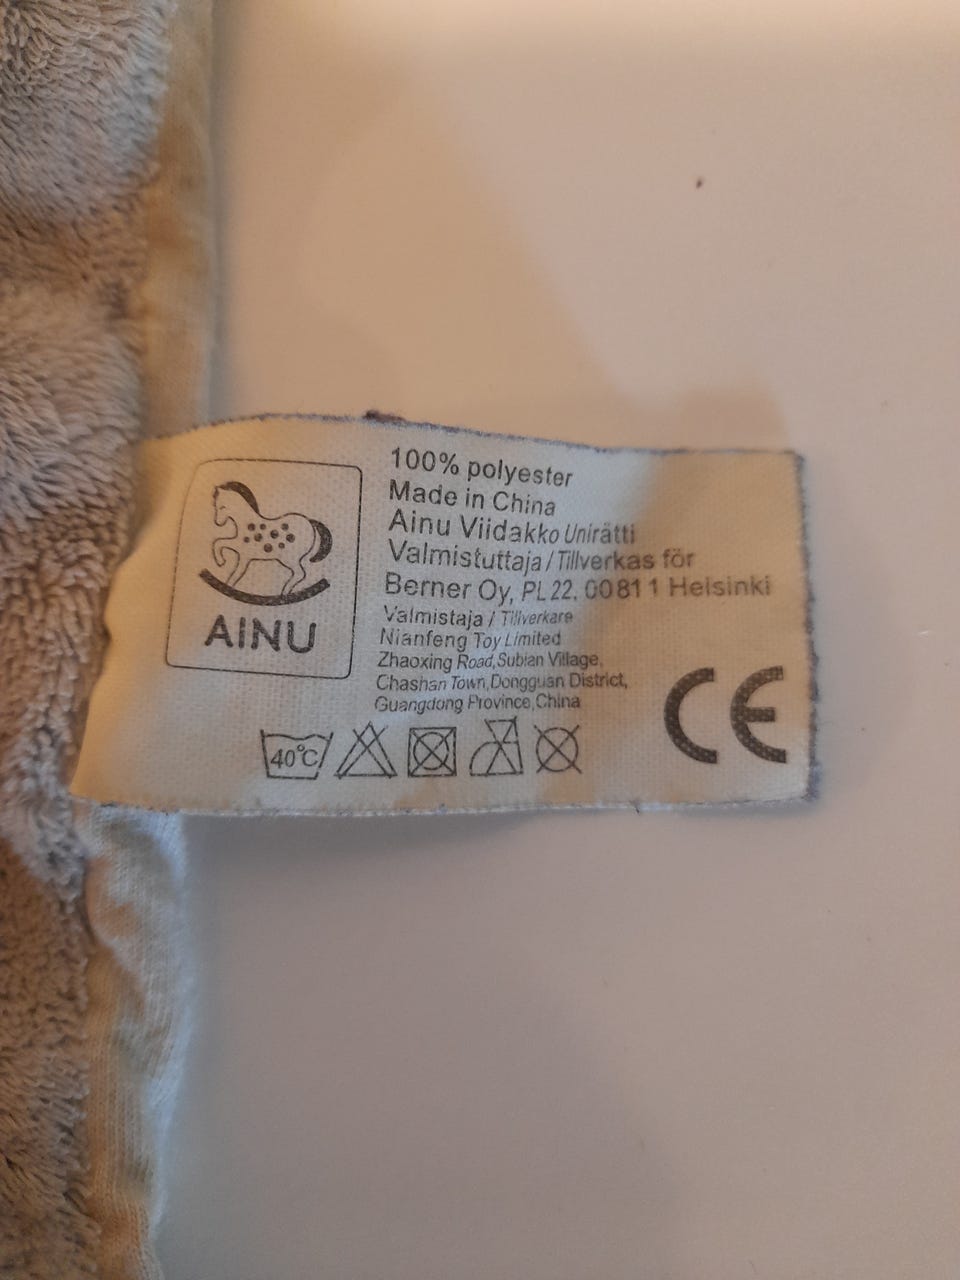 AINU
100% polyester
Made in China
Ainu Viidakko Unirätti
Valmistuttaja / Tillverkas för
Berner Oy, PL 22, 00811 Helsinki
Valmistaja / Tillverkare
Nianfeng Toy Limited
Zhaoxing Road,Subian Village,
Chashan Town,Dongguan District,
Guangdong Province,China
40°C
CE